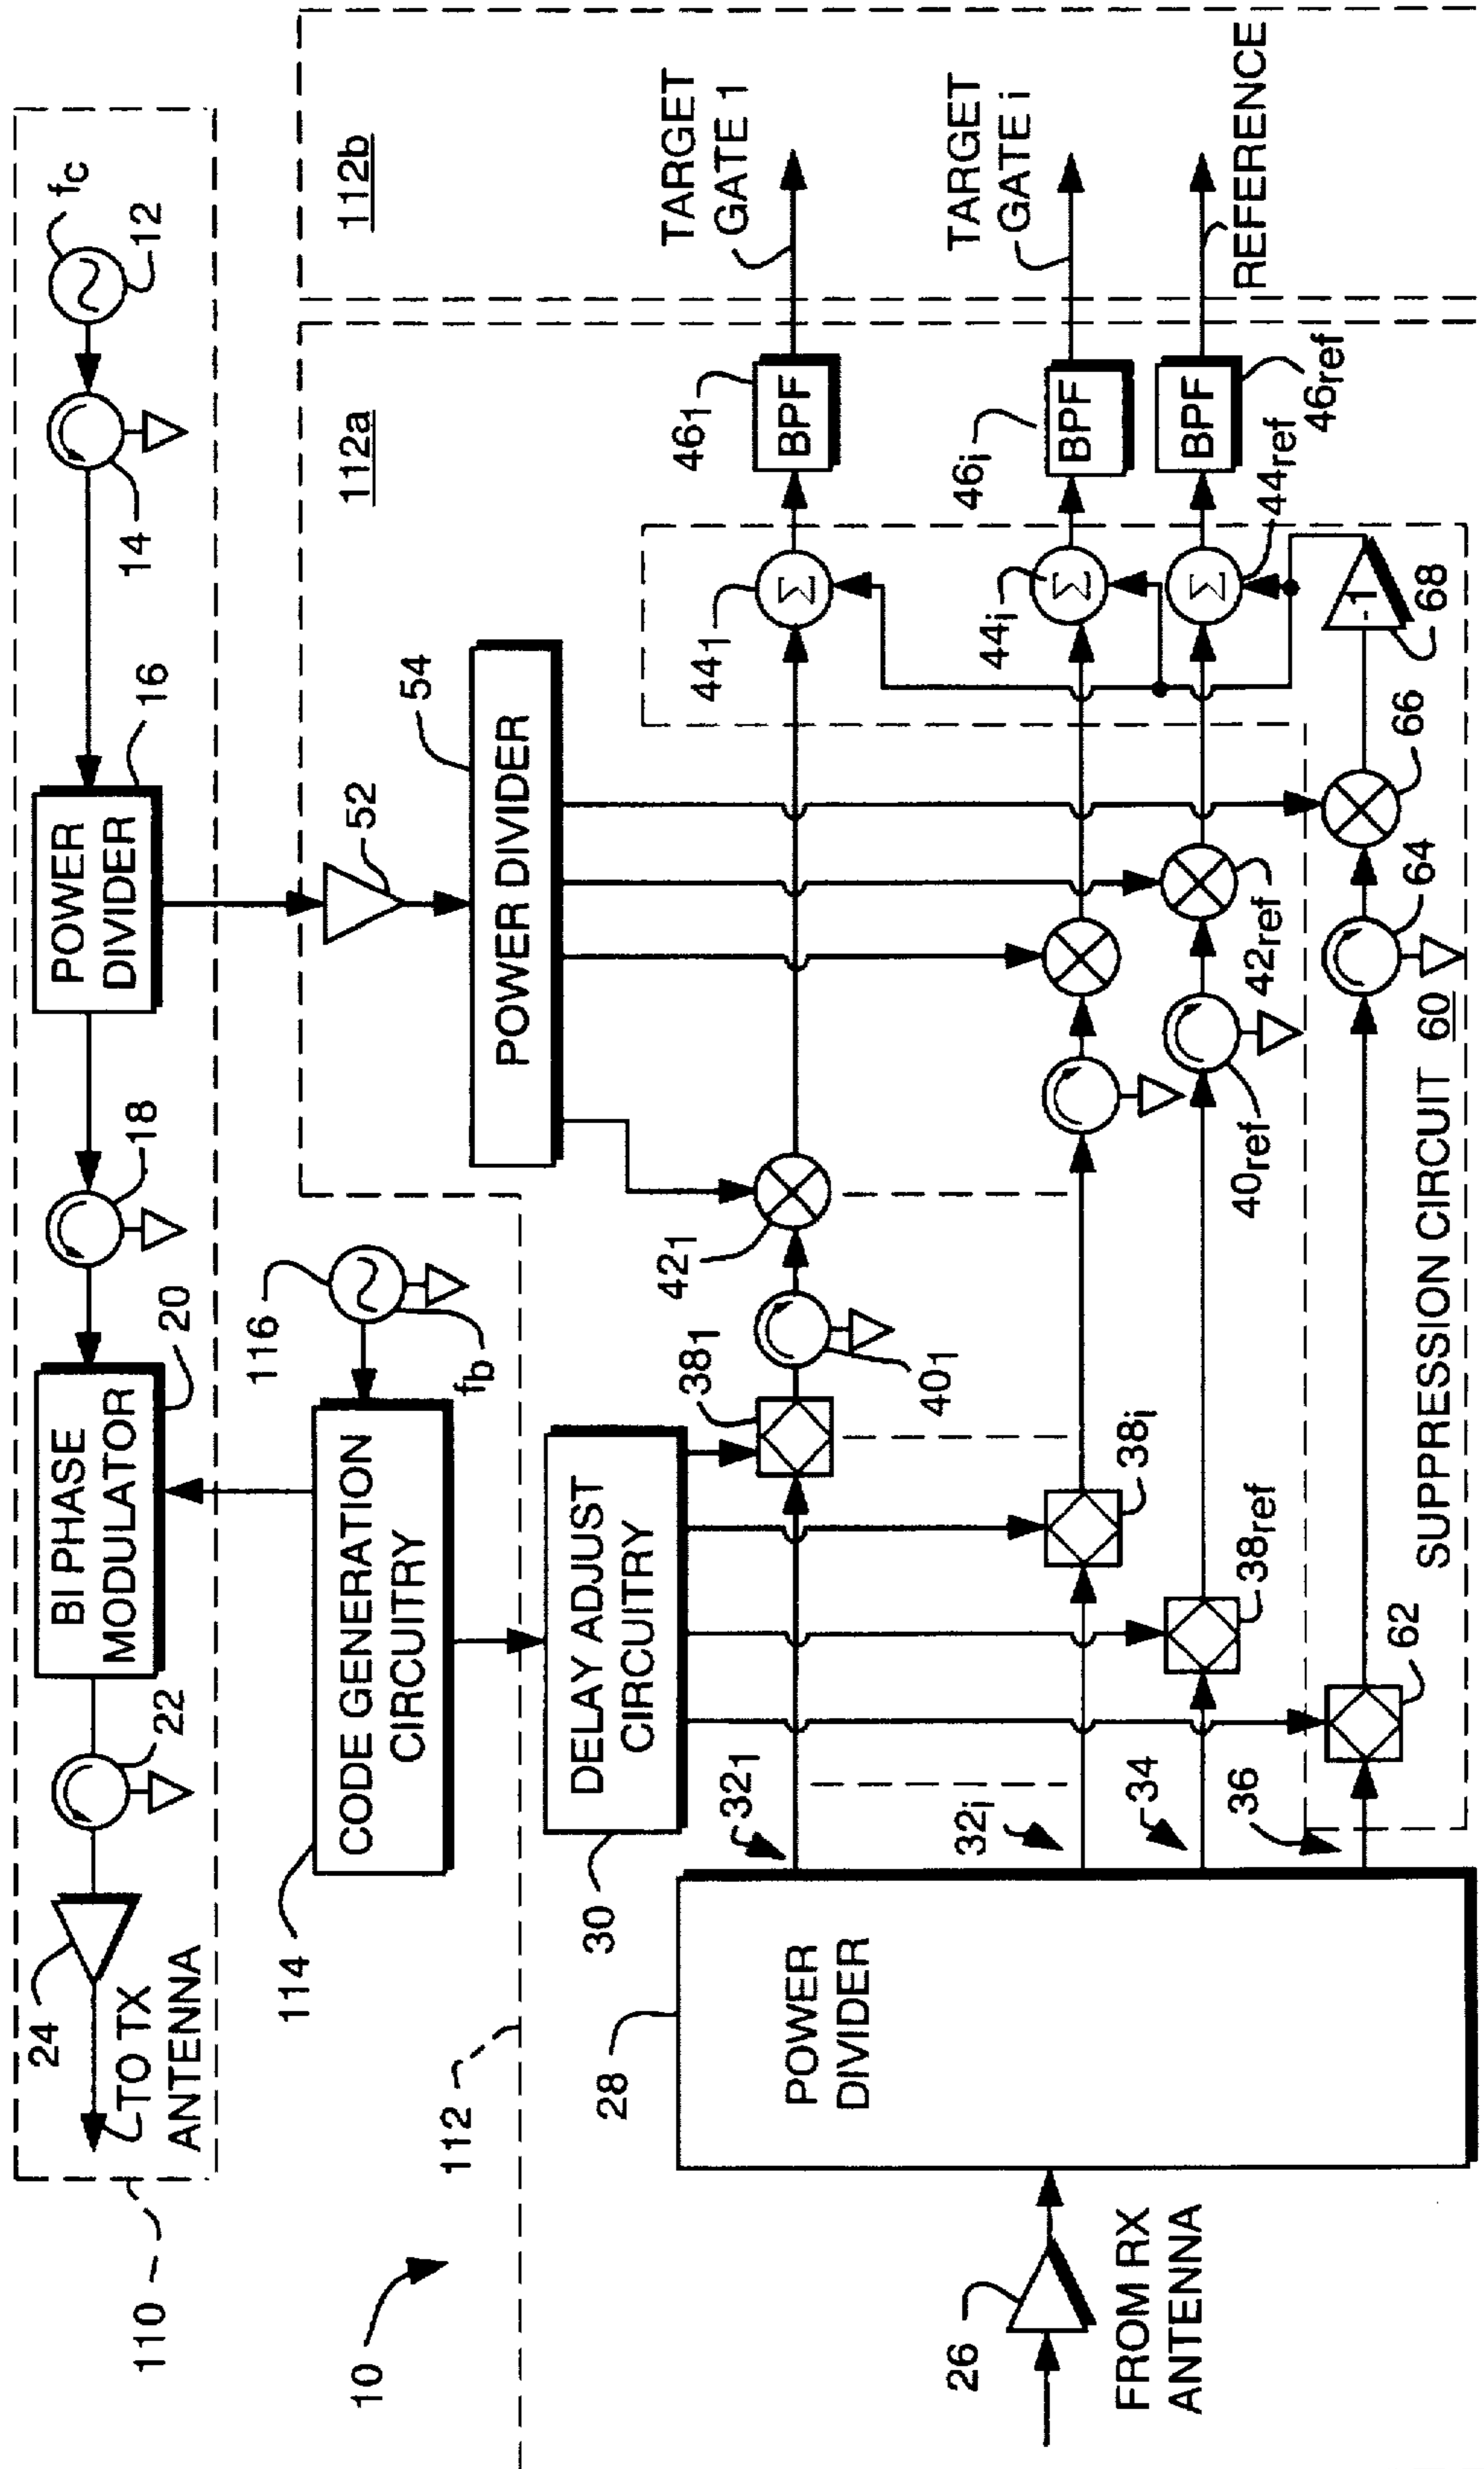 110
24
TO TX
ANTENNA
22
BI PHASE
MODULATOR
20
18
POWER
DIVIDER
16
14
12
fc
10
112
114
CODE GENERATION
CIRCUITRY
116
fb
52
112a
112b
54
POWER DIVIDER
30
DELAY ADJUST
CIRCUITRY
28
POWER
DIVIDER
26
FROM RX
ANTENNA
321
381
401
421
441
Σ
461
BPF
TARGET
GATE 1
32i
38i
44i
Σ
46i
BPF
TARGET
GATE i
34
38ref
40ref
42ref
44ref
Σ
BPF
46ref
REFERENCE
36
62
64
66
-1
68
SUPPRESSION CIRCUIT 60